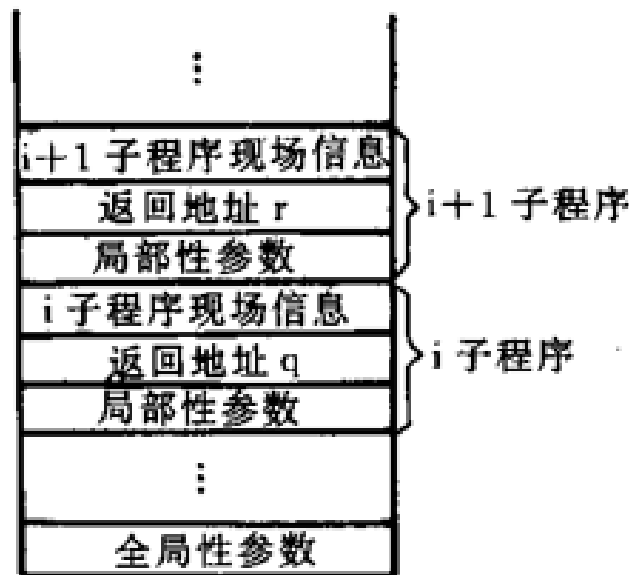 ⋮
i+1 子程序现场信息
返回地址 r
局部性参数
i+1 子程序
i 子程序现场信息
返回地址 q
局部性参数
i 子程序
⋮
全局性参数